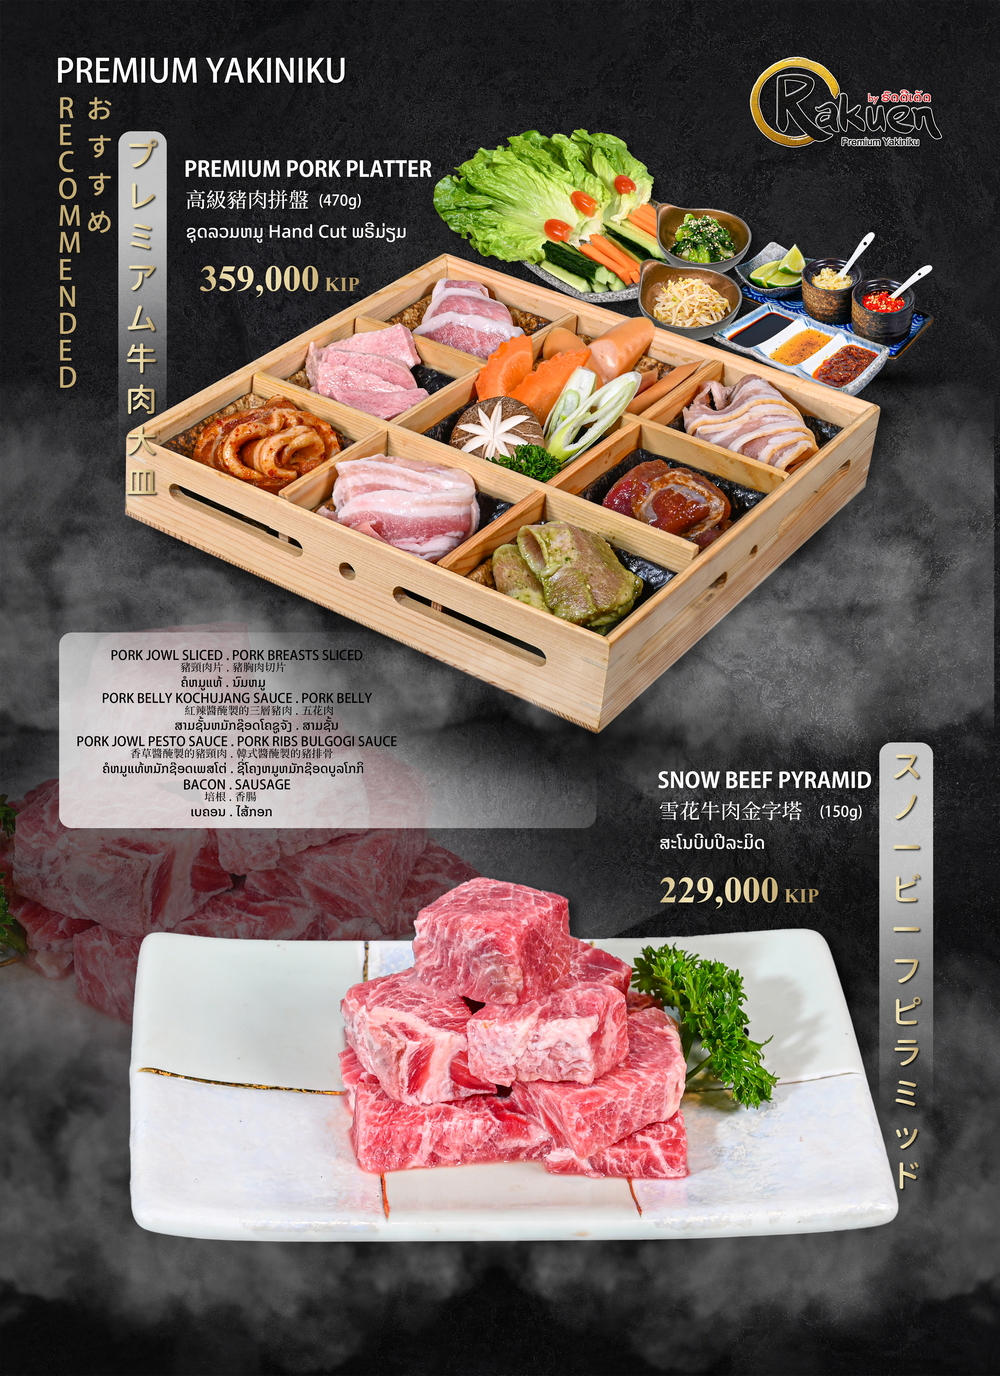 PREMIUM YAKINIKU
RECOMMENDED
おすすめ
プレミアム牛肉大皿
Rakuen
by ຣັດຕິເດັດ
Premium Yakiniku
PREMIUM PORK PLATTER
高級豬肉拼盤 (470g)
ຊຸດລວມຫມູ Hand Cut ພຣີມ່ຽມ
359,000 KIP
PORK JOWL SLICED . PORK BREASTS SLICED
豬頸肉片 . 豬胸肉切片
ຄໍຫມູແທ້ . ນົມຫມູ
PORK BELLY KOCHUJANG SAUCE . PORK BELLY
紅辣醬醃製的三層豬肉 . 五花肉
ສາມຊັ້ນຫມັກຊ໊ອດໂຄຊູຈັງ . ສາມຊັ້ນ
PORK JOWL PESTO SAUCE . PORK RIBS BULGOGI SAUCE
香草醬醃製的豬頸肉 . 韓式醬醃製的豬排骨
ຄໍຫມູແທ້ຫມັກຊ໊ອດເພສໂຕ່ . ຊີ່ໂຄງຫມູຫມັກຊ໊ອດບູລໂກກິ
BACON . SAUSAGE
培根 . 香腸
ເບຄອນ . ໄສ້ກອກ
SNOW BEEF PYRAMID
雪花牛肉金字塔 (150g)
ສະໂນບີບປີລະມິດ
229,000 KIP
スノービーフピラミッド